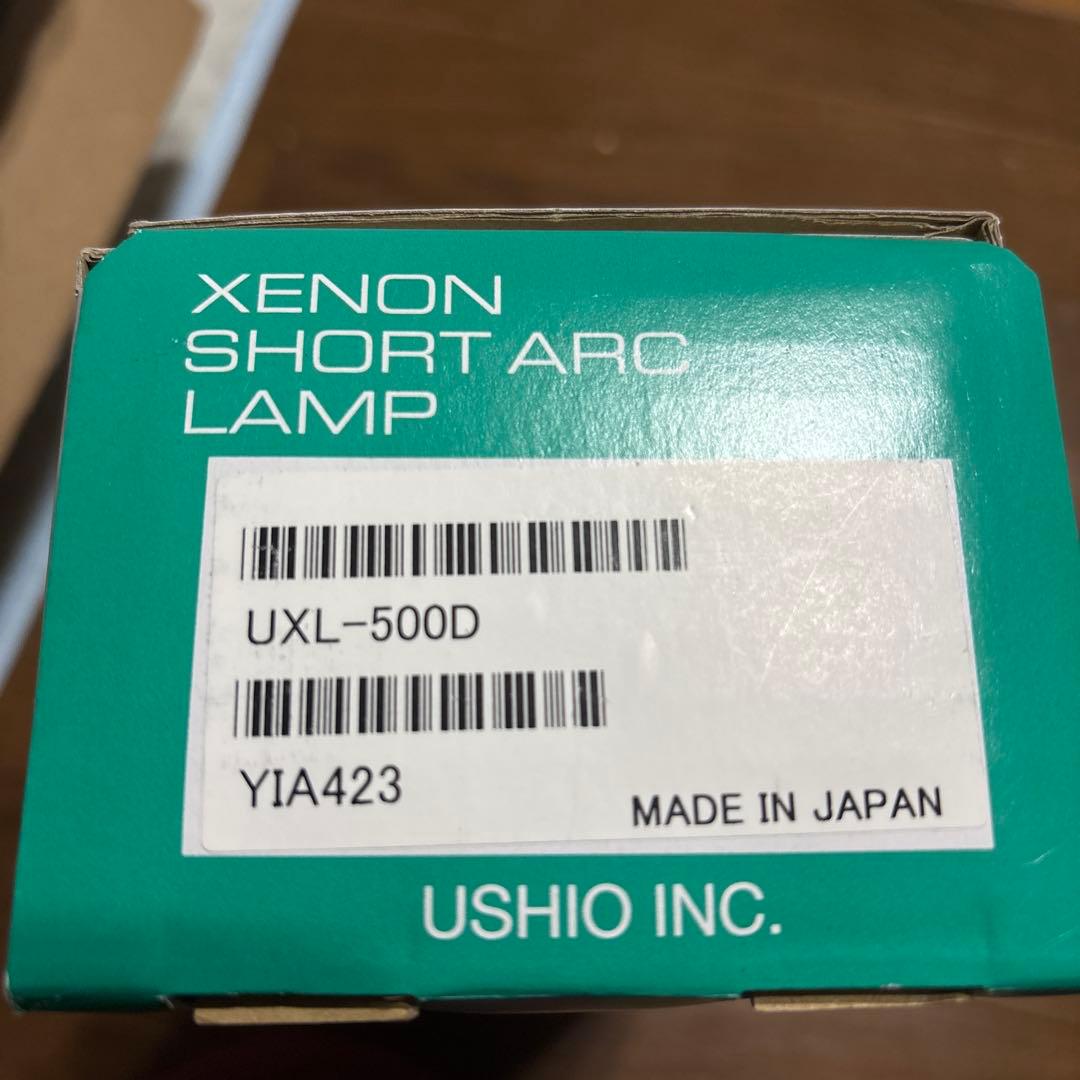 XENON
SHORT ARC
LAMP
UXL-500D
YIA423
MADE IN JAPAN
USHIO INC.